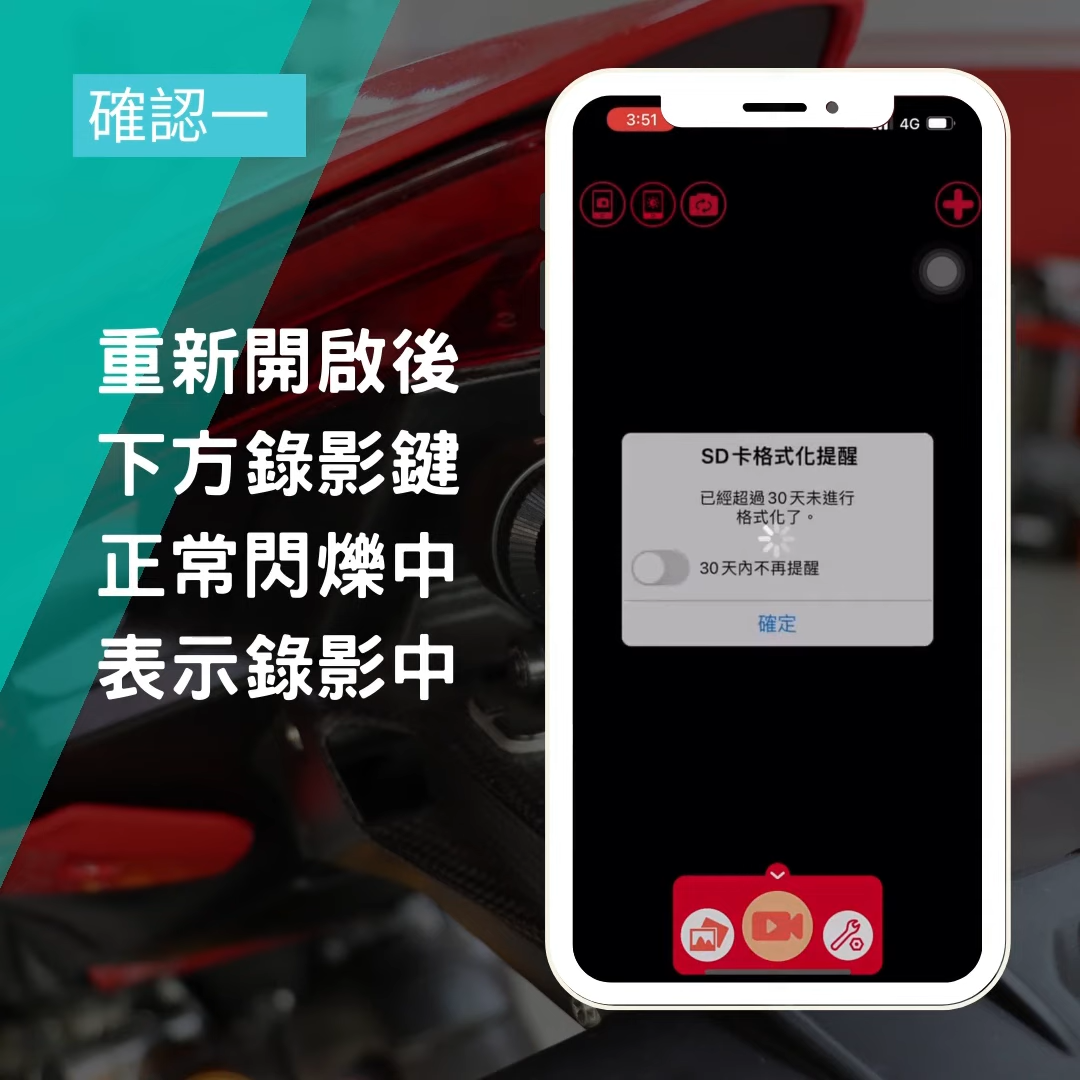 確認一
重新開啟後
下方錄影鍵
正常閃爍中
表示錄影中
3:51
4G
SD卡格式化提醒
已經超過30天未進行
格式化了。
30天內不再提醒
確定